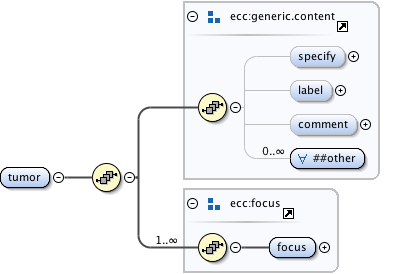 ecc:generic.content
specify
label
comment
0..∞
∀ ##other
tumor
ecc:focus
1..∞
focus